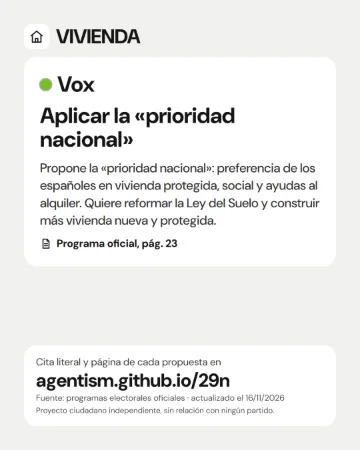 VIVIENDA
Vox
Aplicar la «prioridad
nacional»
Propone la «prioridad nacional»: preferencia de los
españoles en vivienda protegida, social y ayudas al
alquiler. Quiere reformar la Ley del Suelo y construir
más vivienda nueva y protegida.
Programa oficial, pág. 23
Cita literal y página de cada propuesta en
agentism.github.io/29n
Fuente: programas electorales oficiales · actualizado el 16/11/2026
Proyecto ciudadano independiente, sin relación con ningún partido.